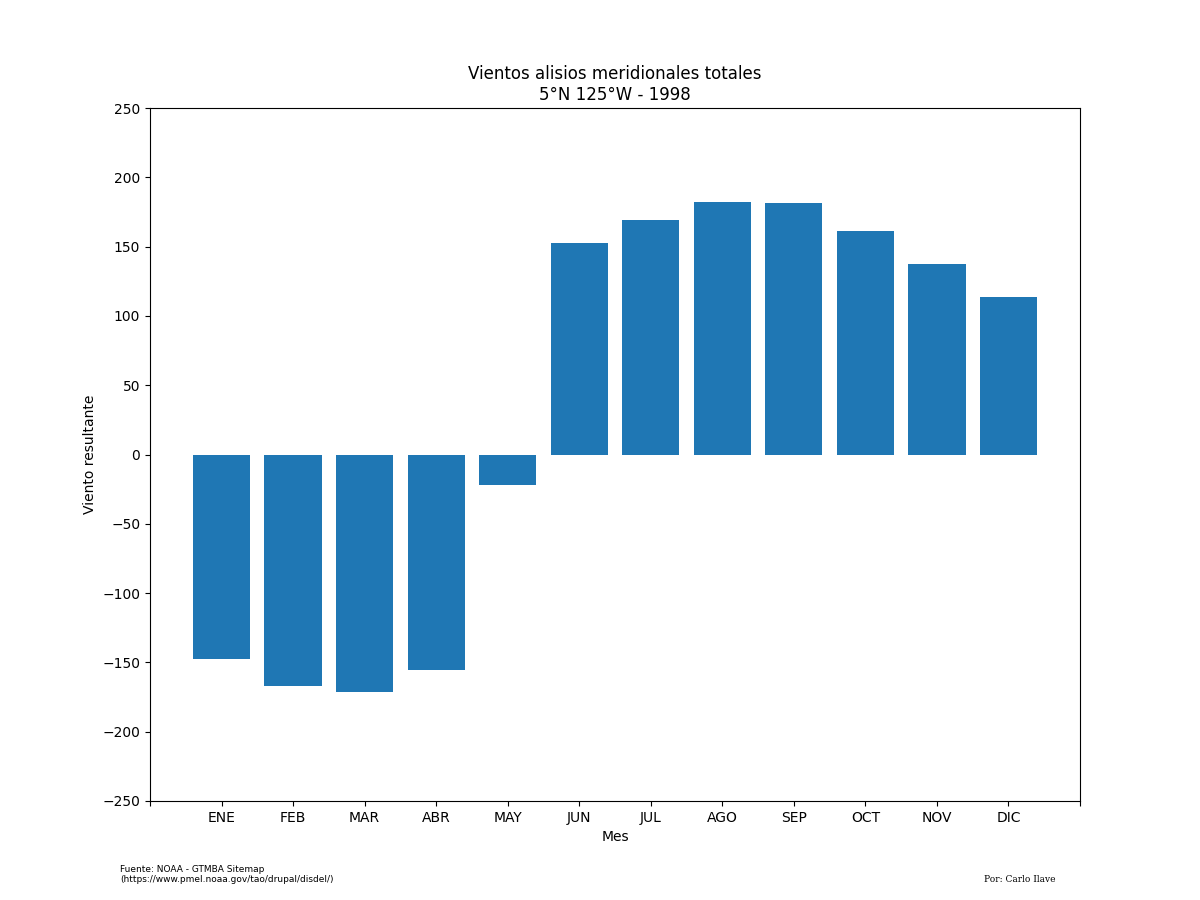 Vientos alisios meridionales totales
5°N 125°W - 1998
250
200
150
100
50
0
−50
−100
−150
−200
−250
Viento resultante
ENE FEB MAR ABR MAY JUN JUL AGO SEP OCT NOV DIC
Mes
Fuente: NOAA - GTMBA Sitemap
(https://www.pmel.noaa.gov/tao/drupal/disdel/)
Por: Carlo Ilave